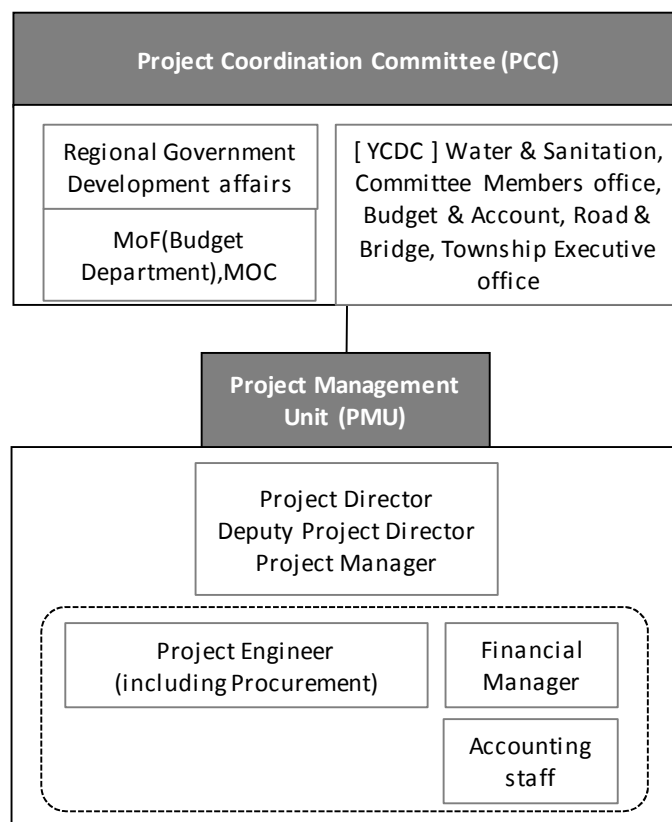 Project Coordination Committee (PCC)
Regional Government
Development affairs
MoF(Budget
Department),MOC
[ YCDC ] Water & Sanitation,
Committee Members office,
Budget & Account, Road &
Bridge, Township Executive
office
Project Management
Unit (PMU)
Project Director
Deputy Project Director
Project Manager
Project Engineer
(including Procurement)
Financial
Manager
Accounting
staff